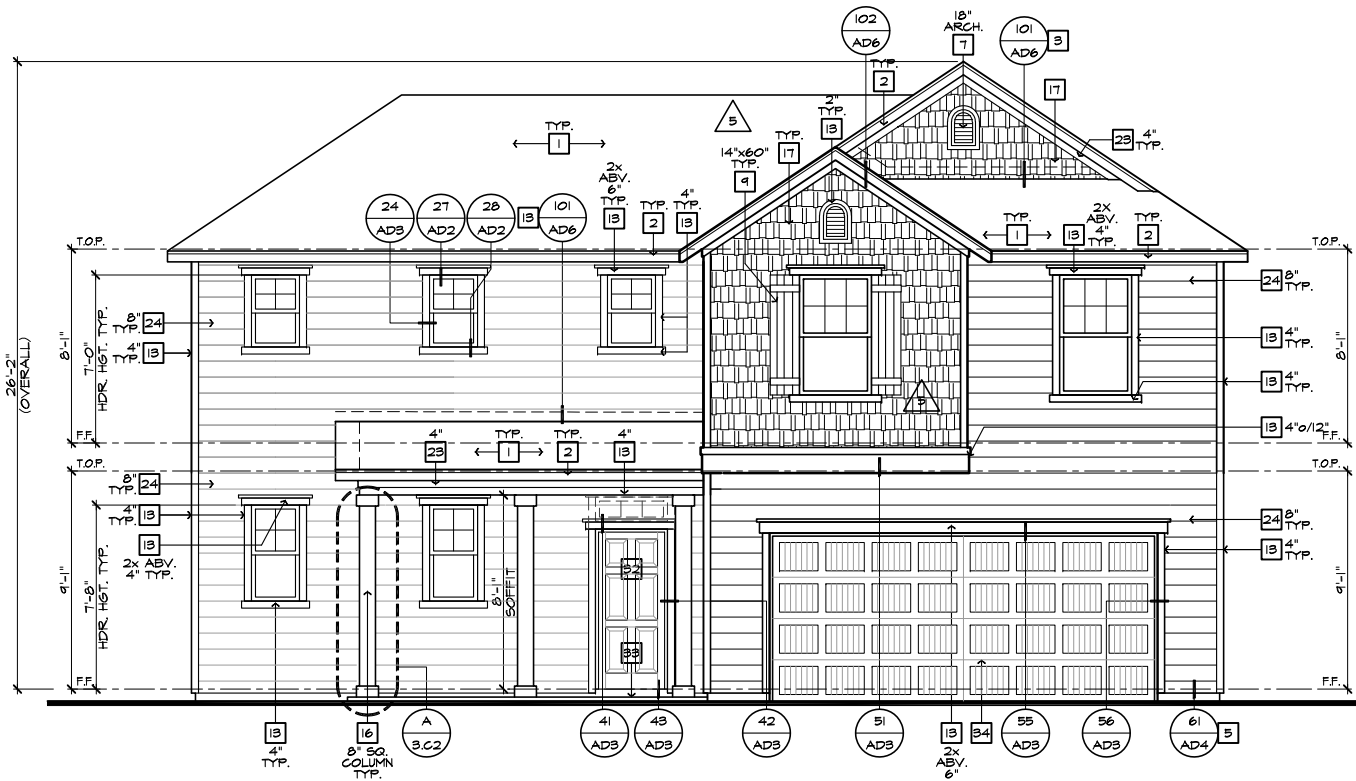 102
AD6
18"
ARCH.
7
101
AD6
3
TYP.
2
17
5
TYP.
1
2"
TYP.
13
TYP.
17
23
4"
TYP.
14"x60"
TYP.
9
2x
ABV.
6"
TYP.
13
24
AD3
27
AD2
28
AD2
13
101
AD6
TYP.
2
4"
TYP.
13
TYP.
1
2X
ABV.
4"
TYP.
13
TYP.
2
T.O.P.
T.O.P.
24
8"
TYP.
8"
TYP.
24
4"
TYP.
13
13
4"
TYP.
13
4"
TYP.
26'-2"
(OVERALL)
8'-1"
7'-0"
HDR. HGT. TYP.
8'-1"
5
13
4"o/12"
F.F.
F.F.
4"
23
TYP.
1
TYP.
2
4"
13
T.O.P.
T.O.P.
8"
TYP.
24
4"
TYP.
13
13
2x ABV.
4" TYP.
24
8"
TYP.
13
4"
TYP.
9'-1"
7'-8"
HDR. HGT. TYP.
8'-1"
SOFFIT
32
33
9'-1"
F.F.
F.F.
13
4"
TYP.
16
8" SQ.
COLUMN
TYP.
A
3.C2
41
AD3
43
AD3
42
AD3
51
AD3
13
2x
ABV.
6"
34
55
AD3
56
AD3
61
AD4
5